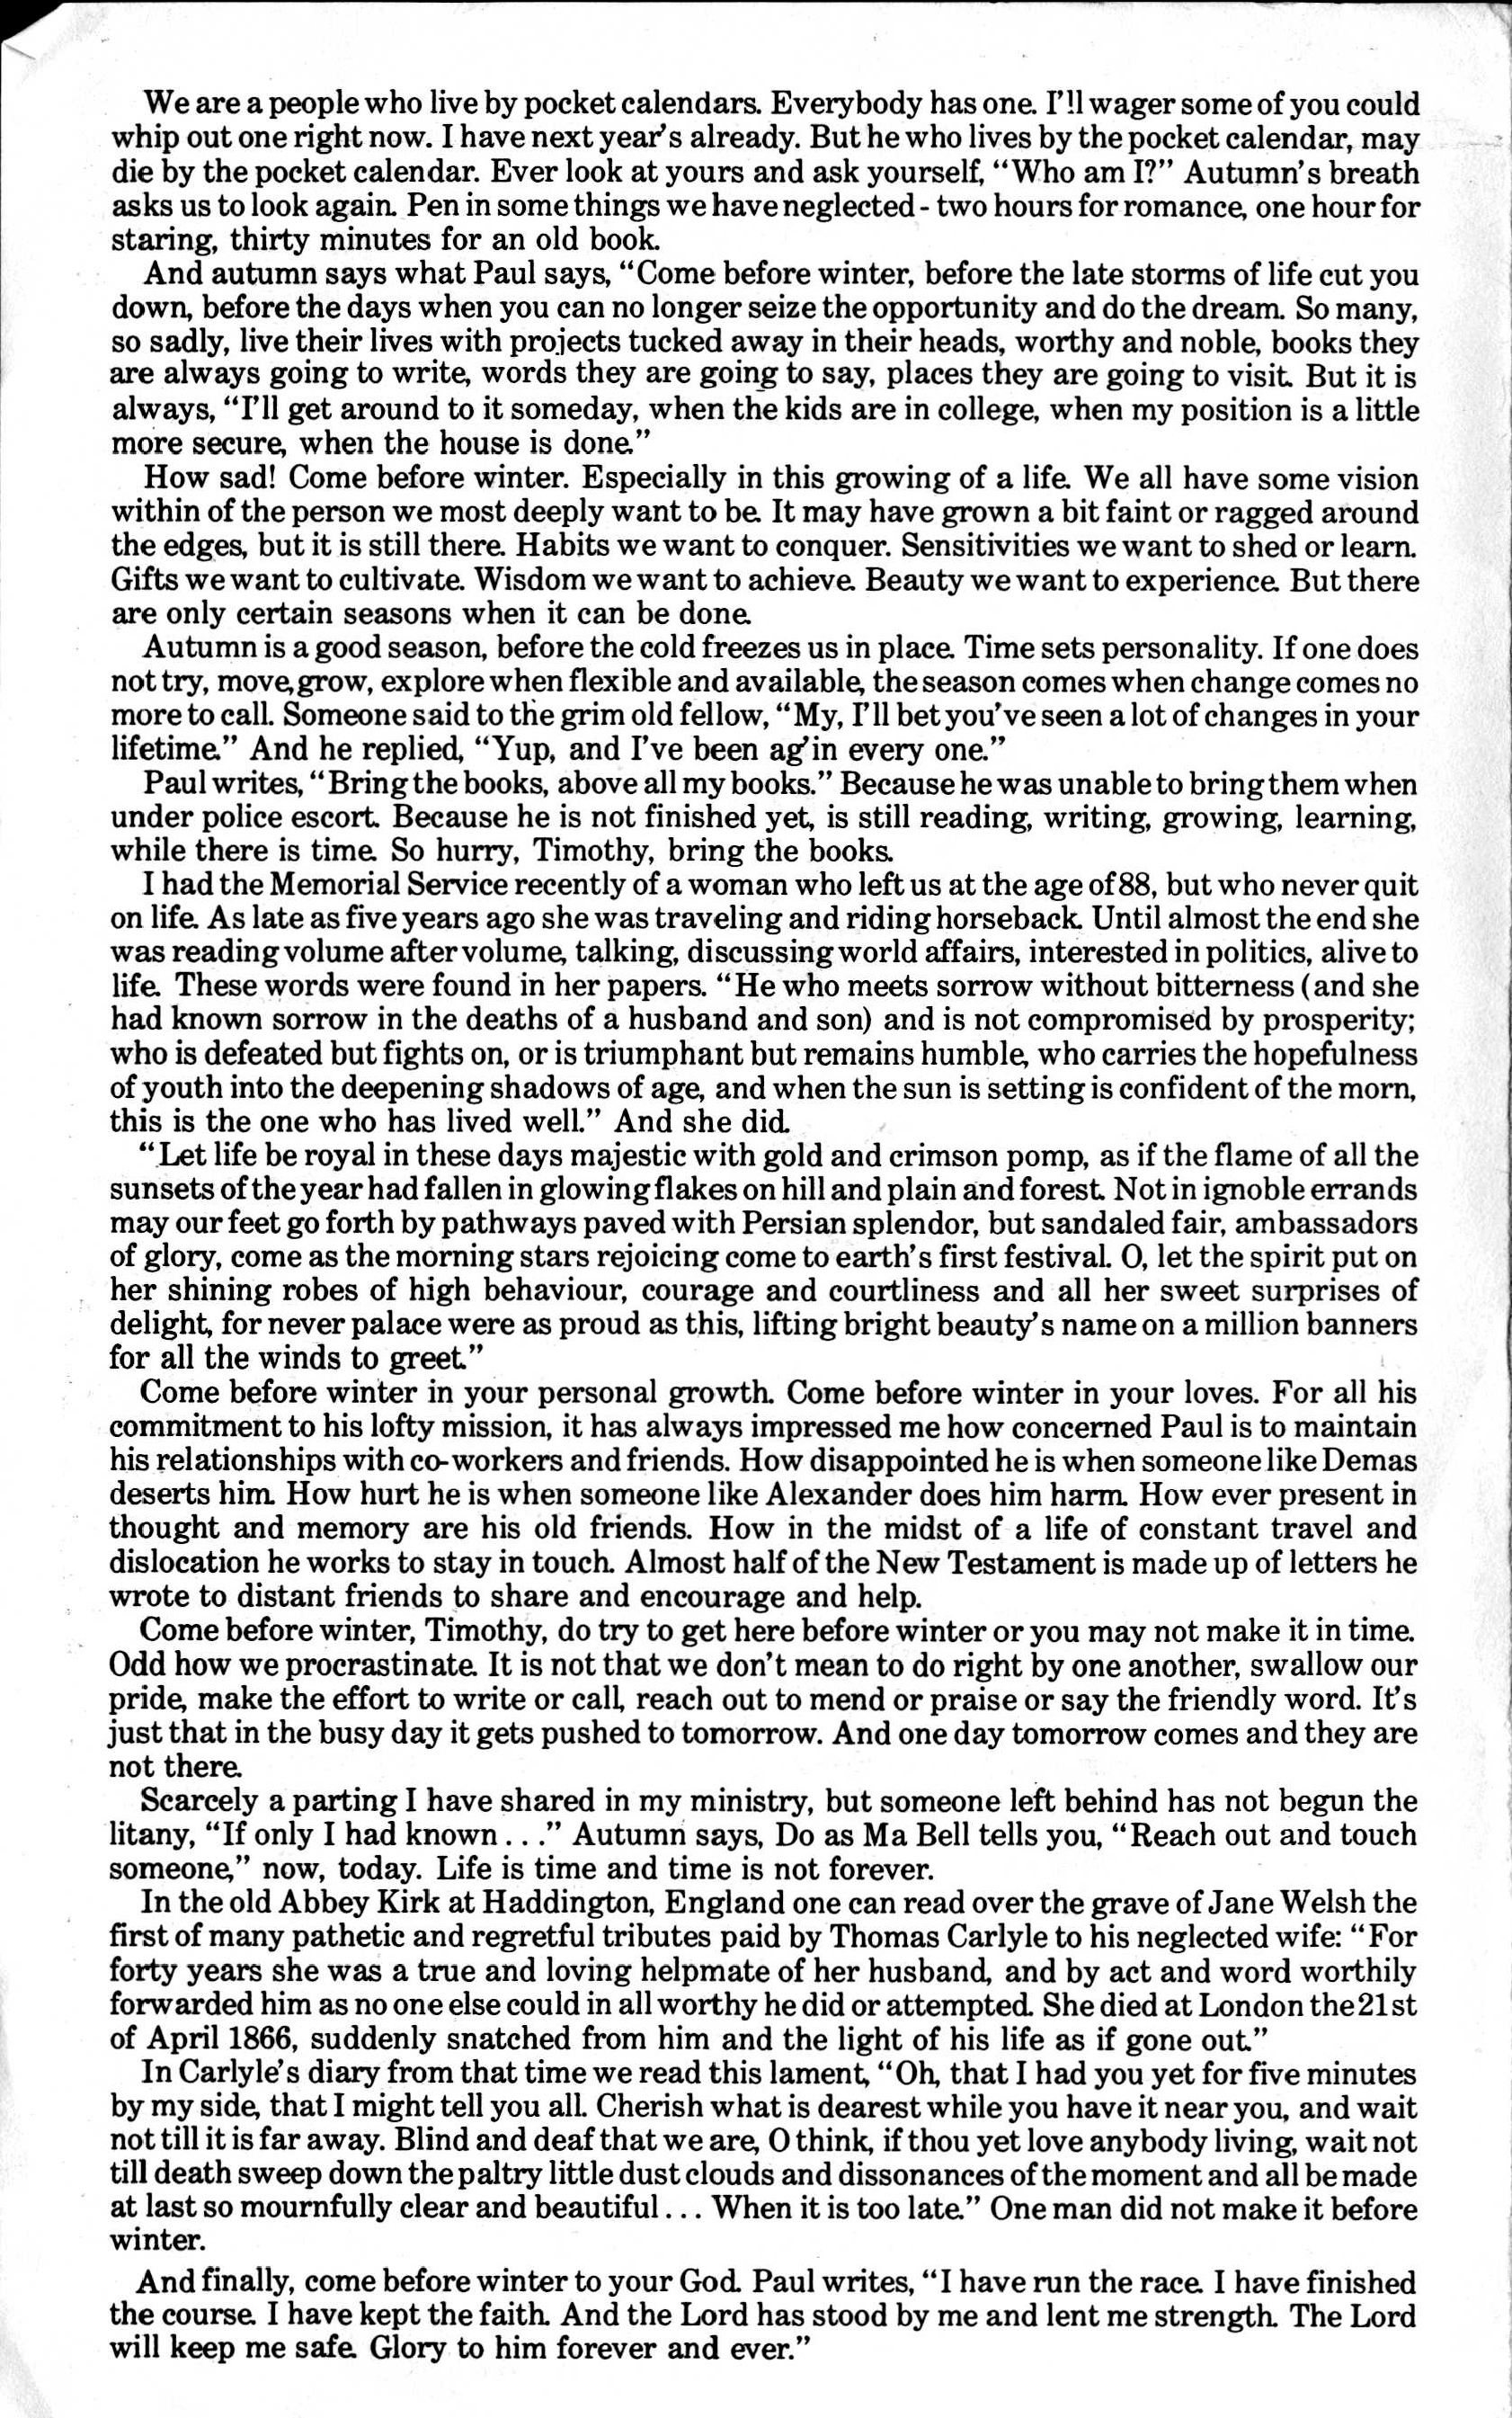 We are a people who live by pocket calendars. Everybody has one. I'll wager some of you could
whip out one right now. I have next year's already. But he who lives by the pocket calendar, may
die by the pocket calendar. Ever look at yours and ask yourself, “Who am I?” Autumn's breath
asks us to look again. Pen in some things we have neglected - two hours for romance, one hour for
staring, thirty minutes for an old book.
And autumn says what Paul says, “Come before winter, before the late storms of life cut you
down, before the days when you can no longer seize the opportunity and do the dream. So many,
so sadly, live their lives with projects tucked away in their heads, worthy and noble, books they
are always going to write, words they are going to say, places they are going to visit. But it is
always, “I'll get around to it someday, when the kids are in college, when my position is a little
more secure, when the house is done.”
How sad! Come before winter. Especially in this growing of a life. We all have some vision
within of the person we most deeply want to be. It may have grown a bit faint or ragged around
the edges, but it is still there. Habits we want to conquer. Sensitivities we want to shed or learn.
Gifts we want to cultivate. Wisdom we want to achieve. Beauty we want to experience. But there
are only certain seasons when it can be done.
Autumn is a good season, before the cold freezes us in place. Time sets personality. If one does
not try, move, grow, explore when flexible and available, the season comes when change comes no
more to call. Someone said to the grim old fellow, “My, I'll bet you've seen a lot of changes in your
lifetime.” And he replied, “Yup, and I've been ag'in every one.”
Paul writes, “Bring the books, above all my books.” Because he was unable to bring them when
under police escort. Because he is not finished yet, is still reading, writing, growing, learning,
while there is time. So hurry, Timothy, bring the books.
I had the Memorial Service recently of a woman who left us at the age of 88, but who never quit
on life. As late as five years ago she was traveling and riding horseback. Until almost the end she
was reading volume after volume, talking, discussing world affairs, interested in politics, alive to
life. These words were found in her papers. “He who meets sorrow without bitterness (and she
had known sorrow in the deaths of a husband and son) and is not compromised by prosperity;
who is defeated but fights on, or is triumphant but remains humble, who carries the hopefulness
of youth into the deepening shadows of age, and when the sun is setting is confident of the morn,
this is the one who has lived well.” And she did.
“Let life be royal in these days majestic with gold and crimson pomp, as if the flame of all the
sunsets of the year had fallen in glowing flakes on hill and plain and forest. Not in ignoble errands
may our feet go forth by pathways paved with Persian splendor, but sandaled fair, ambassadors
of glory, come as the morning stars rejoicing come to earth's first festival. O, let the spirit put on
her shining robes of high behaviour, courage and courtliness and all her sweet surprises of
delight, for never palace were as proud as this, lifting bright beauty's name on a million banners
for all the winds to greet.”
Come before winter in your personal growth. Come before winter in your loves. For all his
commitment to his lofty mission, it has always impressed me how concerned Paul is to maintain
his relationships with co-workers and friends. How disappointed he is when someone like Demas
deserts him. How hurt he is when someone like Alexander does him harm. How ever present in
thought and memory are his old friends. How in the midst of a life of constant travel and
dislocation he works to stay in touch. Almost half of the New Testament is made up of letters he
wrote to distant friends to share and encourage and help.
Come before winter, Timothy, do try to get here before winter or you may not make it in time.
Odd how we procrastinate. It is not that we don't mean to do right by one another, swallow our
pride, make the effort to write or call, reach out to mend or praise or say the friendly word. It's
just that in the busy day it gets pushed to tomorrow. And one day tomorrow comes and they are
not there.
Scarcely a parting I have shared in my ministry, but someone left behind has not begun the
litany, “If only I had known . . .” Autumn says, Do as Ma Bell tells you, “Reach out and touch
someone,” now, today. Life is time and time is not forever.
In the old Abbey Kirk at Haddington, England one can read over the grave of Jane Welsh the
first of many pathetic and regretful tributes paid by Thomas Carlyle to his neglected wife: “For
forty years she was a true and loving helpmate of her husband, and by act and word worthily
forwarded him as no one else could in all worthy he did or attempted. She died at London the 21st
of April 1866, suddenly snatched from him and the light of his life as if gone out.”
In Carlyle's diary from that time we read this lament, “Oh, that I had you yet for five minutes
by my side, that I might tell you all. Cherish what is dearest while you have it near you, and wait
not till it is far away. Blind and deaf that we are, O think, if thou yet love anybody living, wait not
till death sweep down the paltry little dust clouds and dissonances of the moment and all be made
at last so mournfully clear and beautiful . . . When it is too late.” One man did not make it before
winter.
And finally, come before winter to your God. Paul writes, “I have run the race. I have finished
the course. I have kept the faith. And the Lord has stood by me and lent me strength. The Lord
will keep me safe. Glory to him forever and ever.”